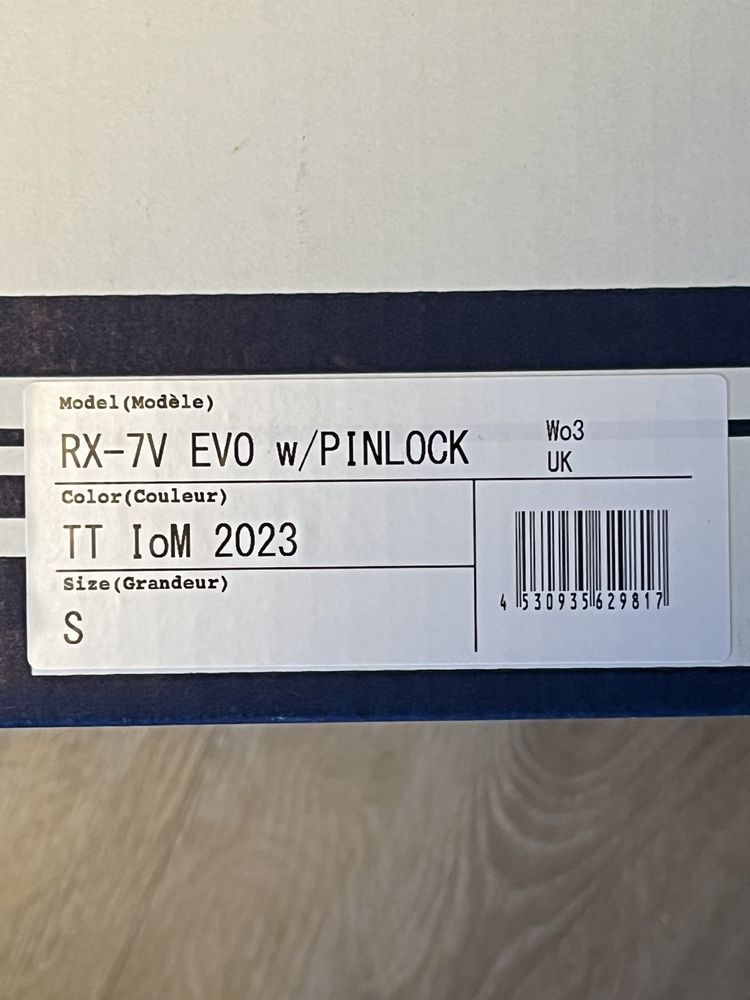 Model(Modèle)
RX-7V EVO w/PINLOCK
Wo3
UK
Color(Couleur)
TT IoM 2023
Size(Grandeur)
S
4 530935 629817